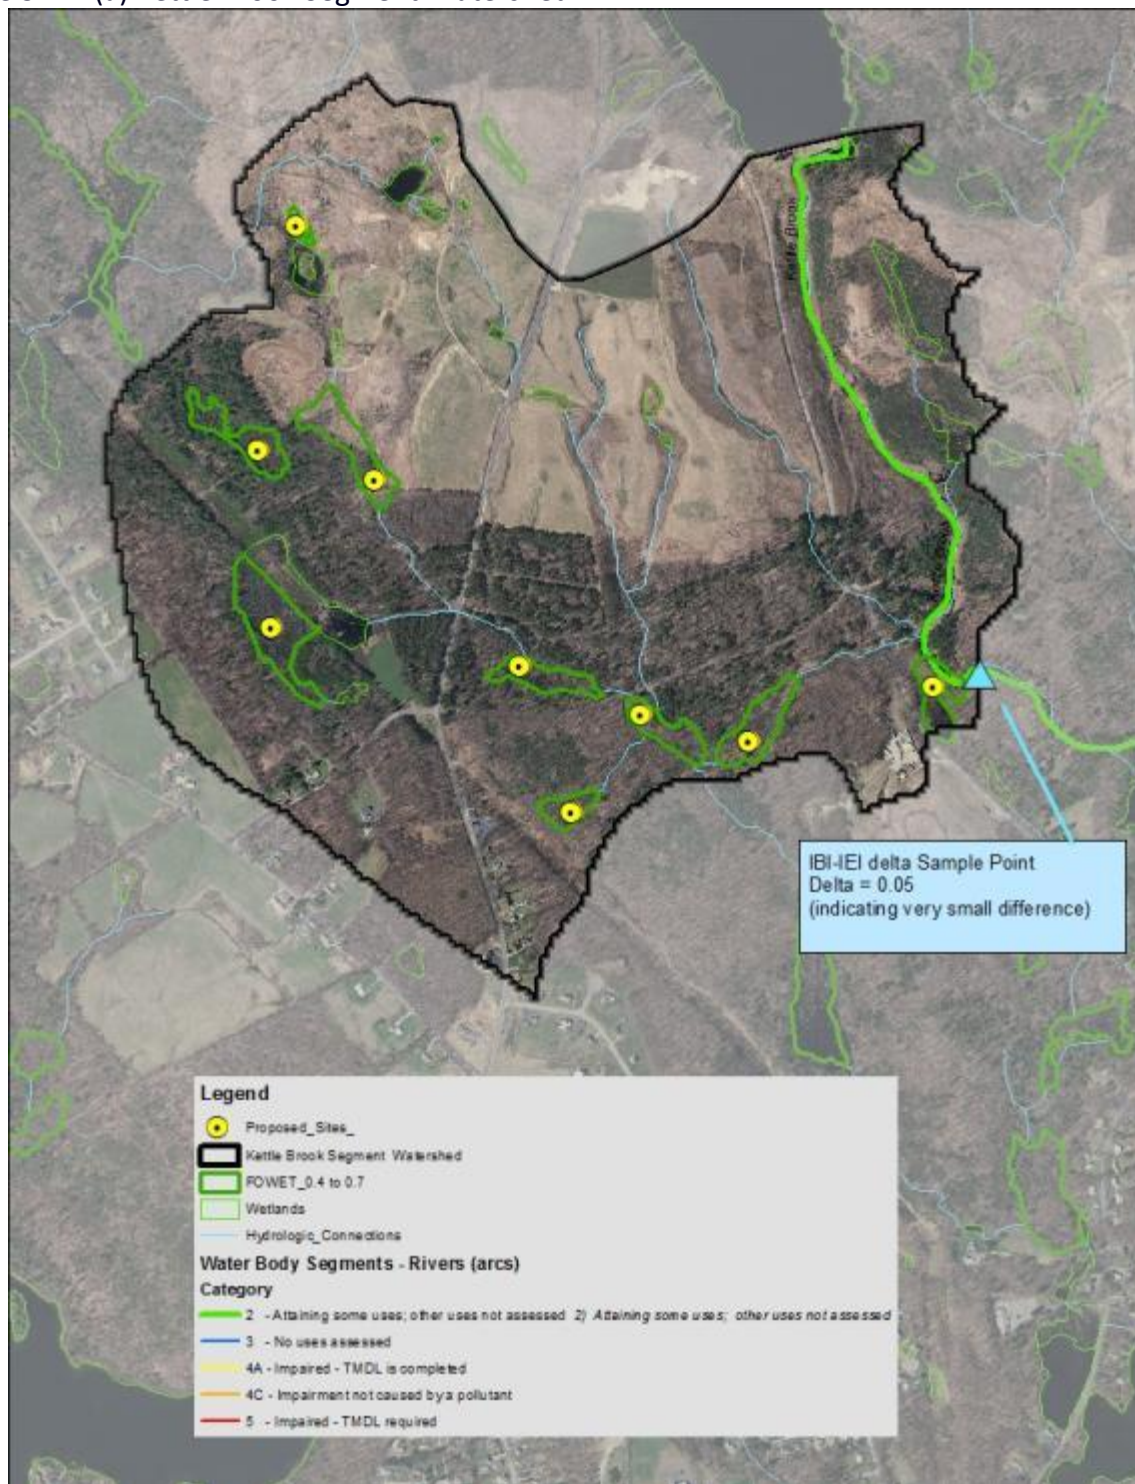 Kettle Brook
IBI-IEI delta Sample Point
Delta = 0.05
(indicating very small difference)
Legend
Proposed_Sites_
Kettle Brook Segment Watershed
FOWET_0.4 to 0.7
Wetlands
Hydrologic_Connections
Water Body Segments - Rivers (arcs)
Category
2 - Attaining some uses; other uses not assessed 2) Attaining some uses; other uses not assessed
3 - No uses assessed
4A - Impaired - TMDL is completed
4C - Impairment not caused by a pollutant
5 - Impaired - TMDL required